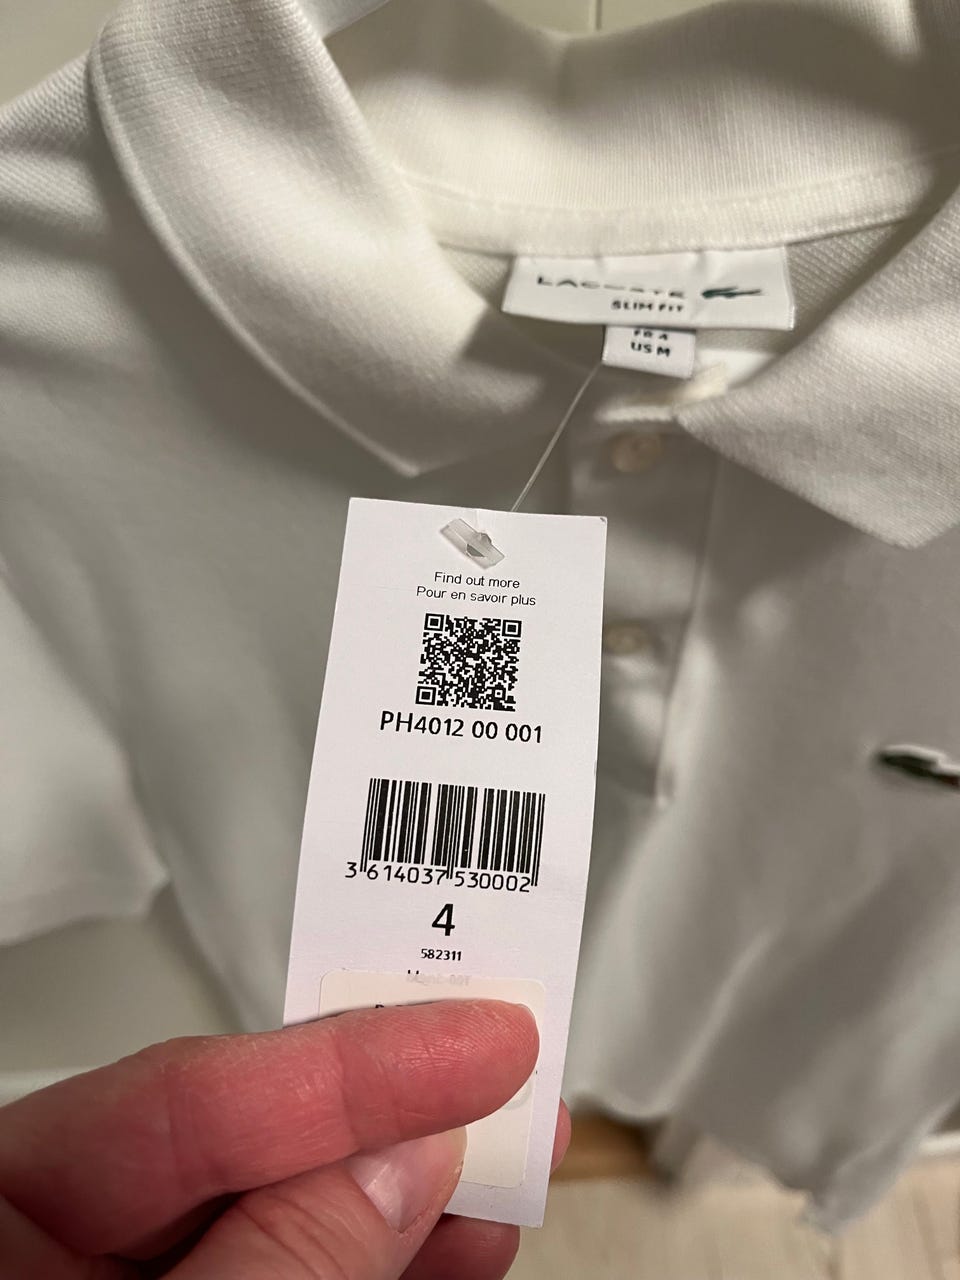 LACOSTE
SLIM FIT
FR 4
US M
Find out more
Pour en savoir plus
PH4012 00 001
3 614037 530002
4
582311